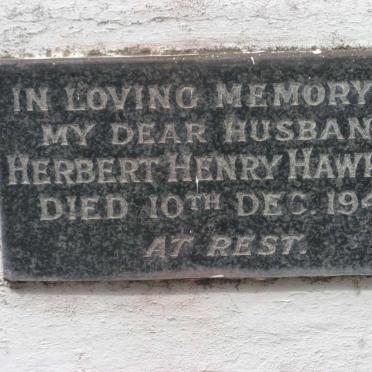 IN LOVING MEMORY
MY DEAR HUSBAN
HERBERT HENRY HAW
DIED 10TH DEC. 194
AT REST.